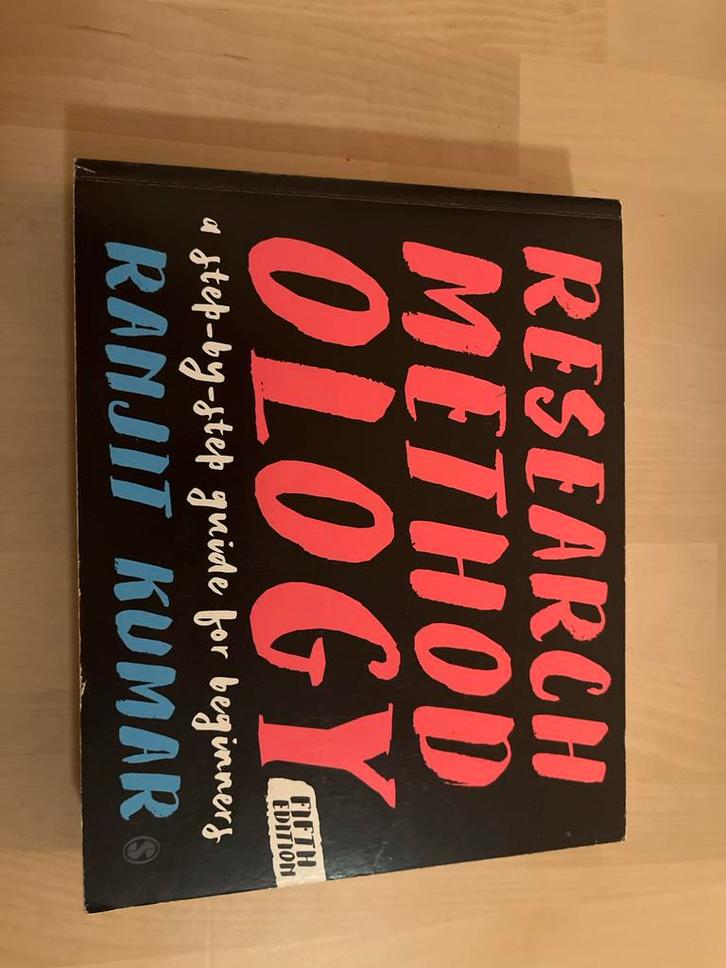 RESEARCH
METHOD
OLOGY
FIFTH
EDITION
a step-by-step guide for beginners
RANJIT KUMAR
S